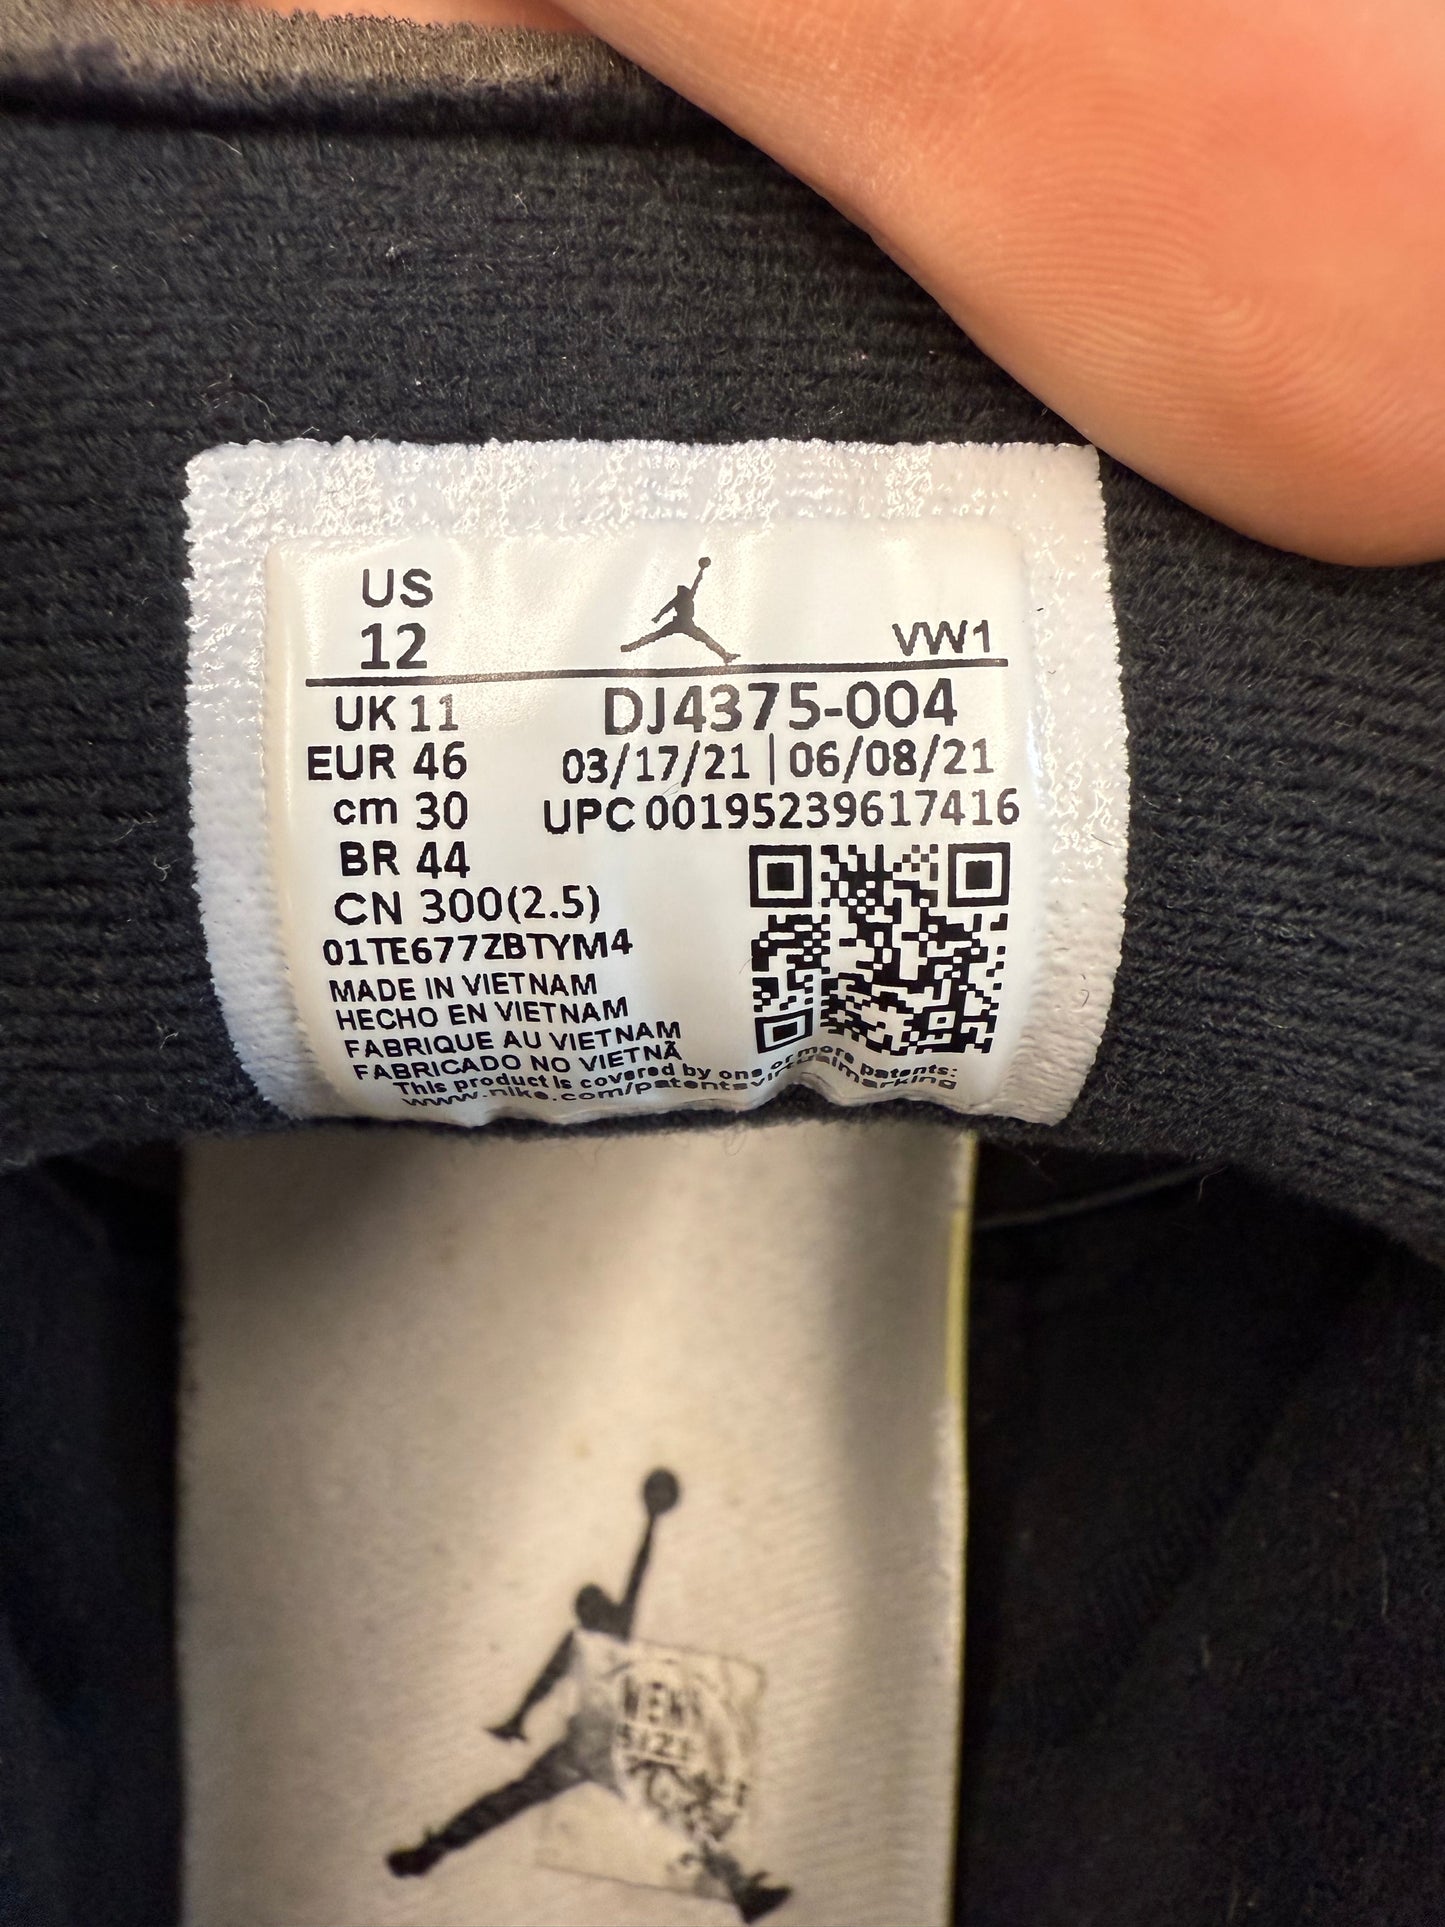 US
12
VW1
UK 11
DJ4375-004
EUR 46
03/17/21 | 06/08/21
cm 30
UPC 00195239617416
BR 44
CN 300(2.5)
01TE677ZBTYM4
MADE IN VIETNAM
HECHO EN VIETNAM
FABRIQUE AU VIETNAM
FABRICADO NO VIETNÃ
This product is covered by one or more patents:
www.nike.com/patentsvirtualmarking
SIZE